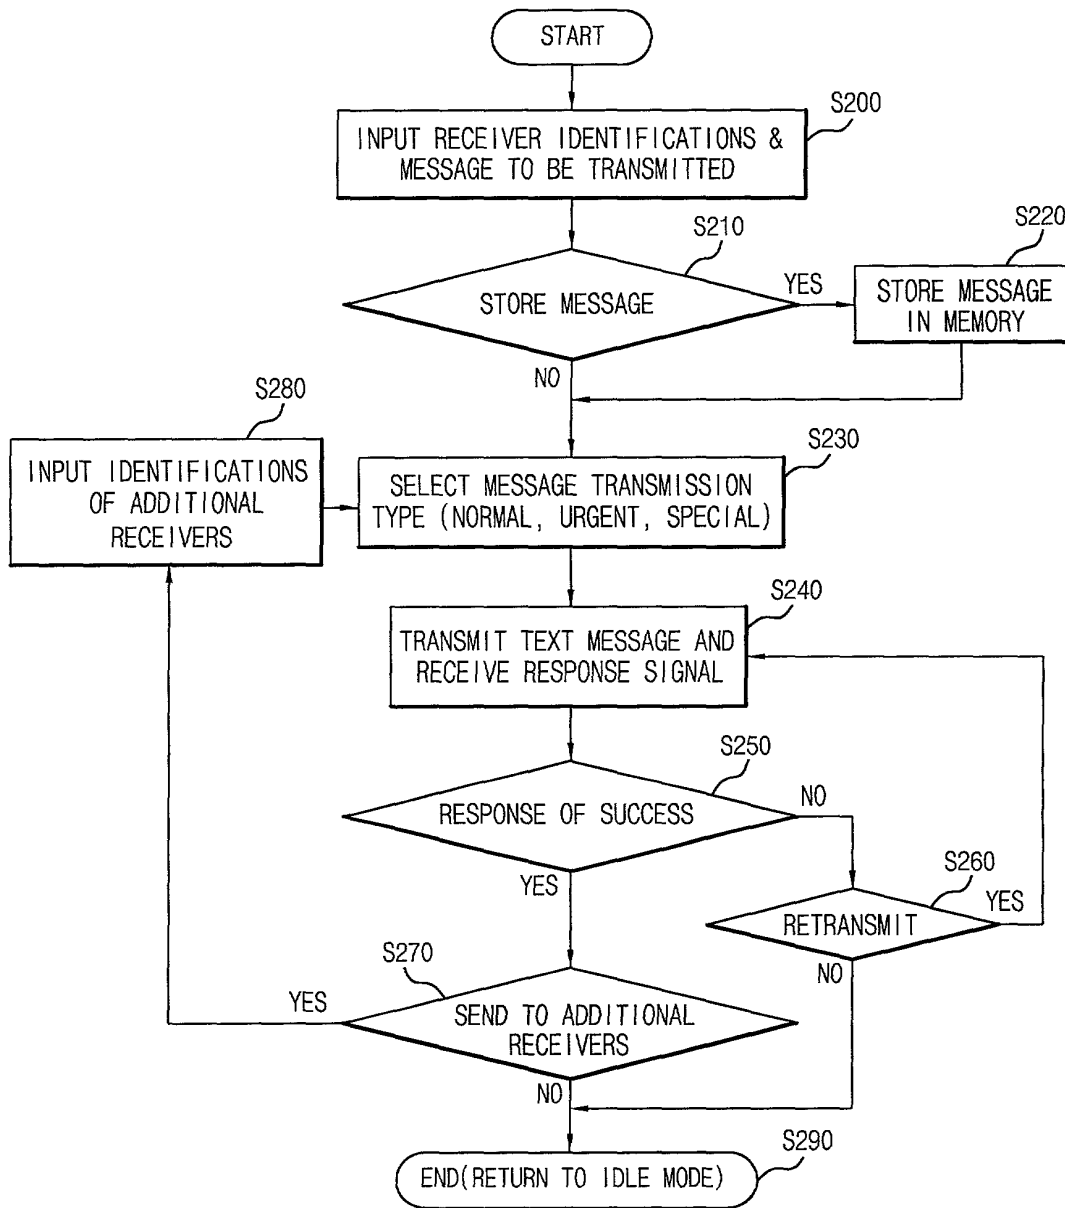 START
S200
INPUT RECEIVER IDENTIFICATIONS &
MESSAGE TO BE TRANSMITTED
S210
STORE MESSAGE
YES
S220
STORE MESSAGE
IN MEMORY
NO
S280
INPUT IDENTIFICATIONS
OF ADDITIONAL
RECEIVERS
S230
SELECT MESSAGE TRANSMISSION
TYPE (NORMAL, URGENT, SPECIAL)
S240
TRANSMIT TEXT MESSAGE AND
RECEIVE RESPONSE SIGNAL
S250
RESPONSE OF SUCCESS
NO
YES
S260
RETRANSMIT
YES
NO
S270
YES
SEND TO ADDITIONAL
RECEIVERS
NO
S290
END(RETURN TO IDLE MODE)